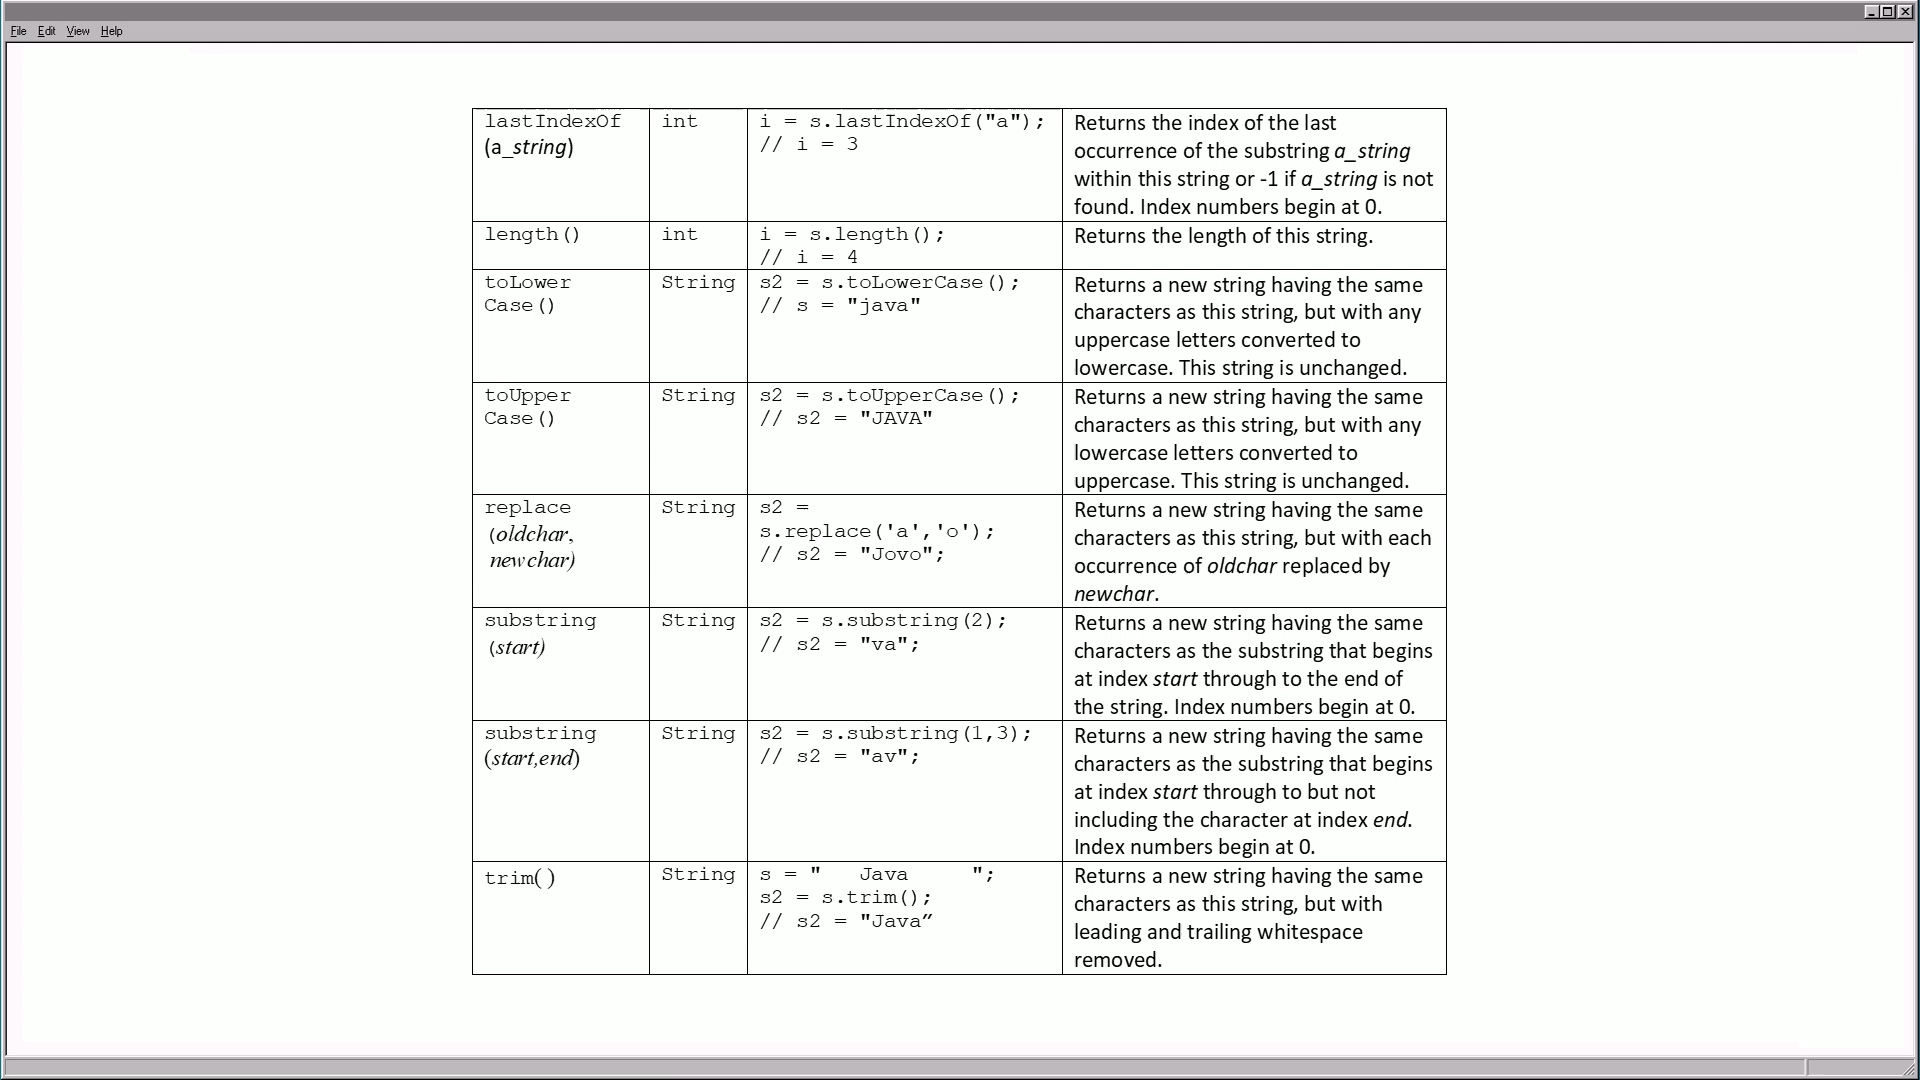 File Edit View Help
lastIndexOf
(a_string)
int
i = s.lastIndexOf("a");
// i = 3
Returns the index of the last
occurrence of the substring a_string
within this string or -1 if a_string is not
found. Index numbers begin at 0.
length()
int
i = s.length();
// i = 4
Returns the length of this string.
toLower
Case()
String
s2 = s.toLowerCase();
// s = "java"
Returns a new string having the same
characters as this string, but with any
uppercase letters converted to
lowercase. This string is unchanged.
toUpper
Case()
String
s2 = s.toUpperCase();
// s2 = "JAVA"
Returns a new string having the same
characters as this string, but with any
lowercase letters converted to
uppercase. This string is unchanged.
replace
(oldchar,
newchar)
String
s2 =
s.replace('a','o');
// s2 = "Jovo";
Returns a new string having the same
characters as this string, but with each
occurrence of oldchar replaced by
newchar.
substring
(start)
String
s2 = s.substring(2);
// s2 = "va";
Returns a new string having the same
characters as the substring that begins
at index start through to the end of
the string. Index numbers begin at 0.
substring
(start,end)
String
s2 = s.substring(1,3);
// s2 = "av";
Returns a new string having the same
characters as the substring that begins
at index start through to but not
including the character at index end.
Index numbers begin at 0.
trim()
String
s = "   Java     ";
s2 = s.trim();
// s2 = "Java”
Returns a new string having the same
characters as this string, but with
leading and trailing whitespace
removed.